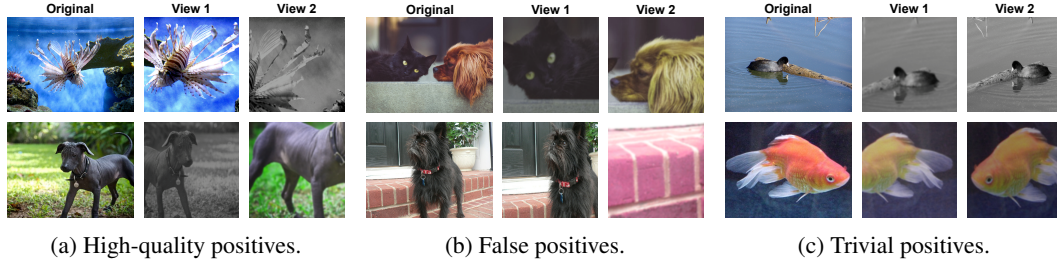 Original View 1 View 2 Original View 1 View 2 Original View 1 View 2
(a) High-quality positives. (b) False positives. (c) Trivial positives.